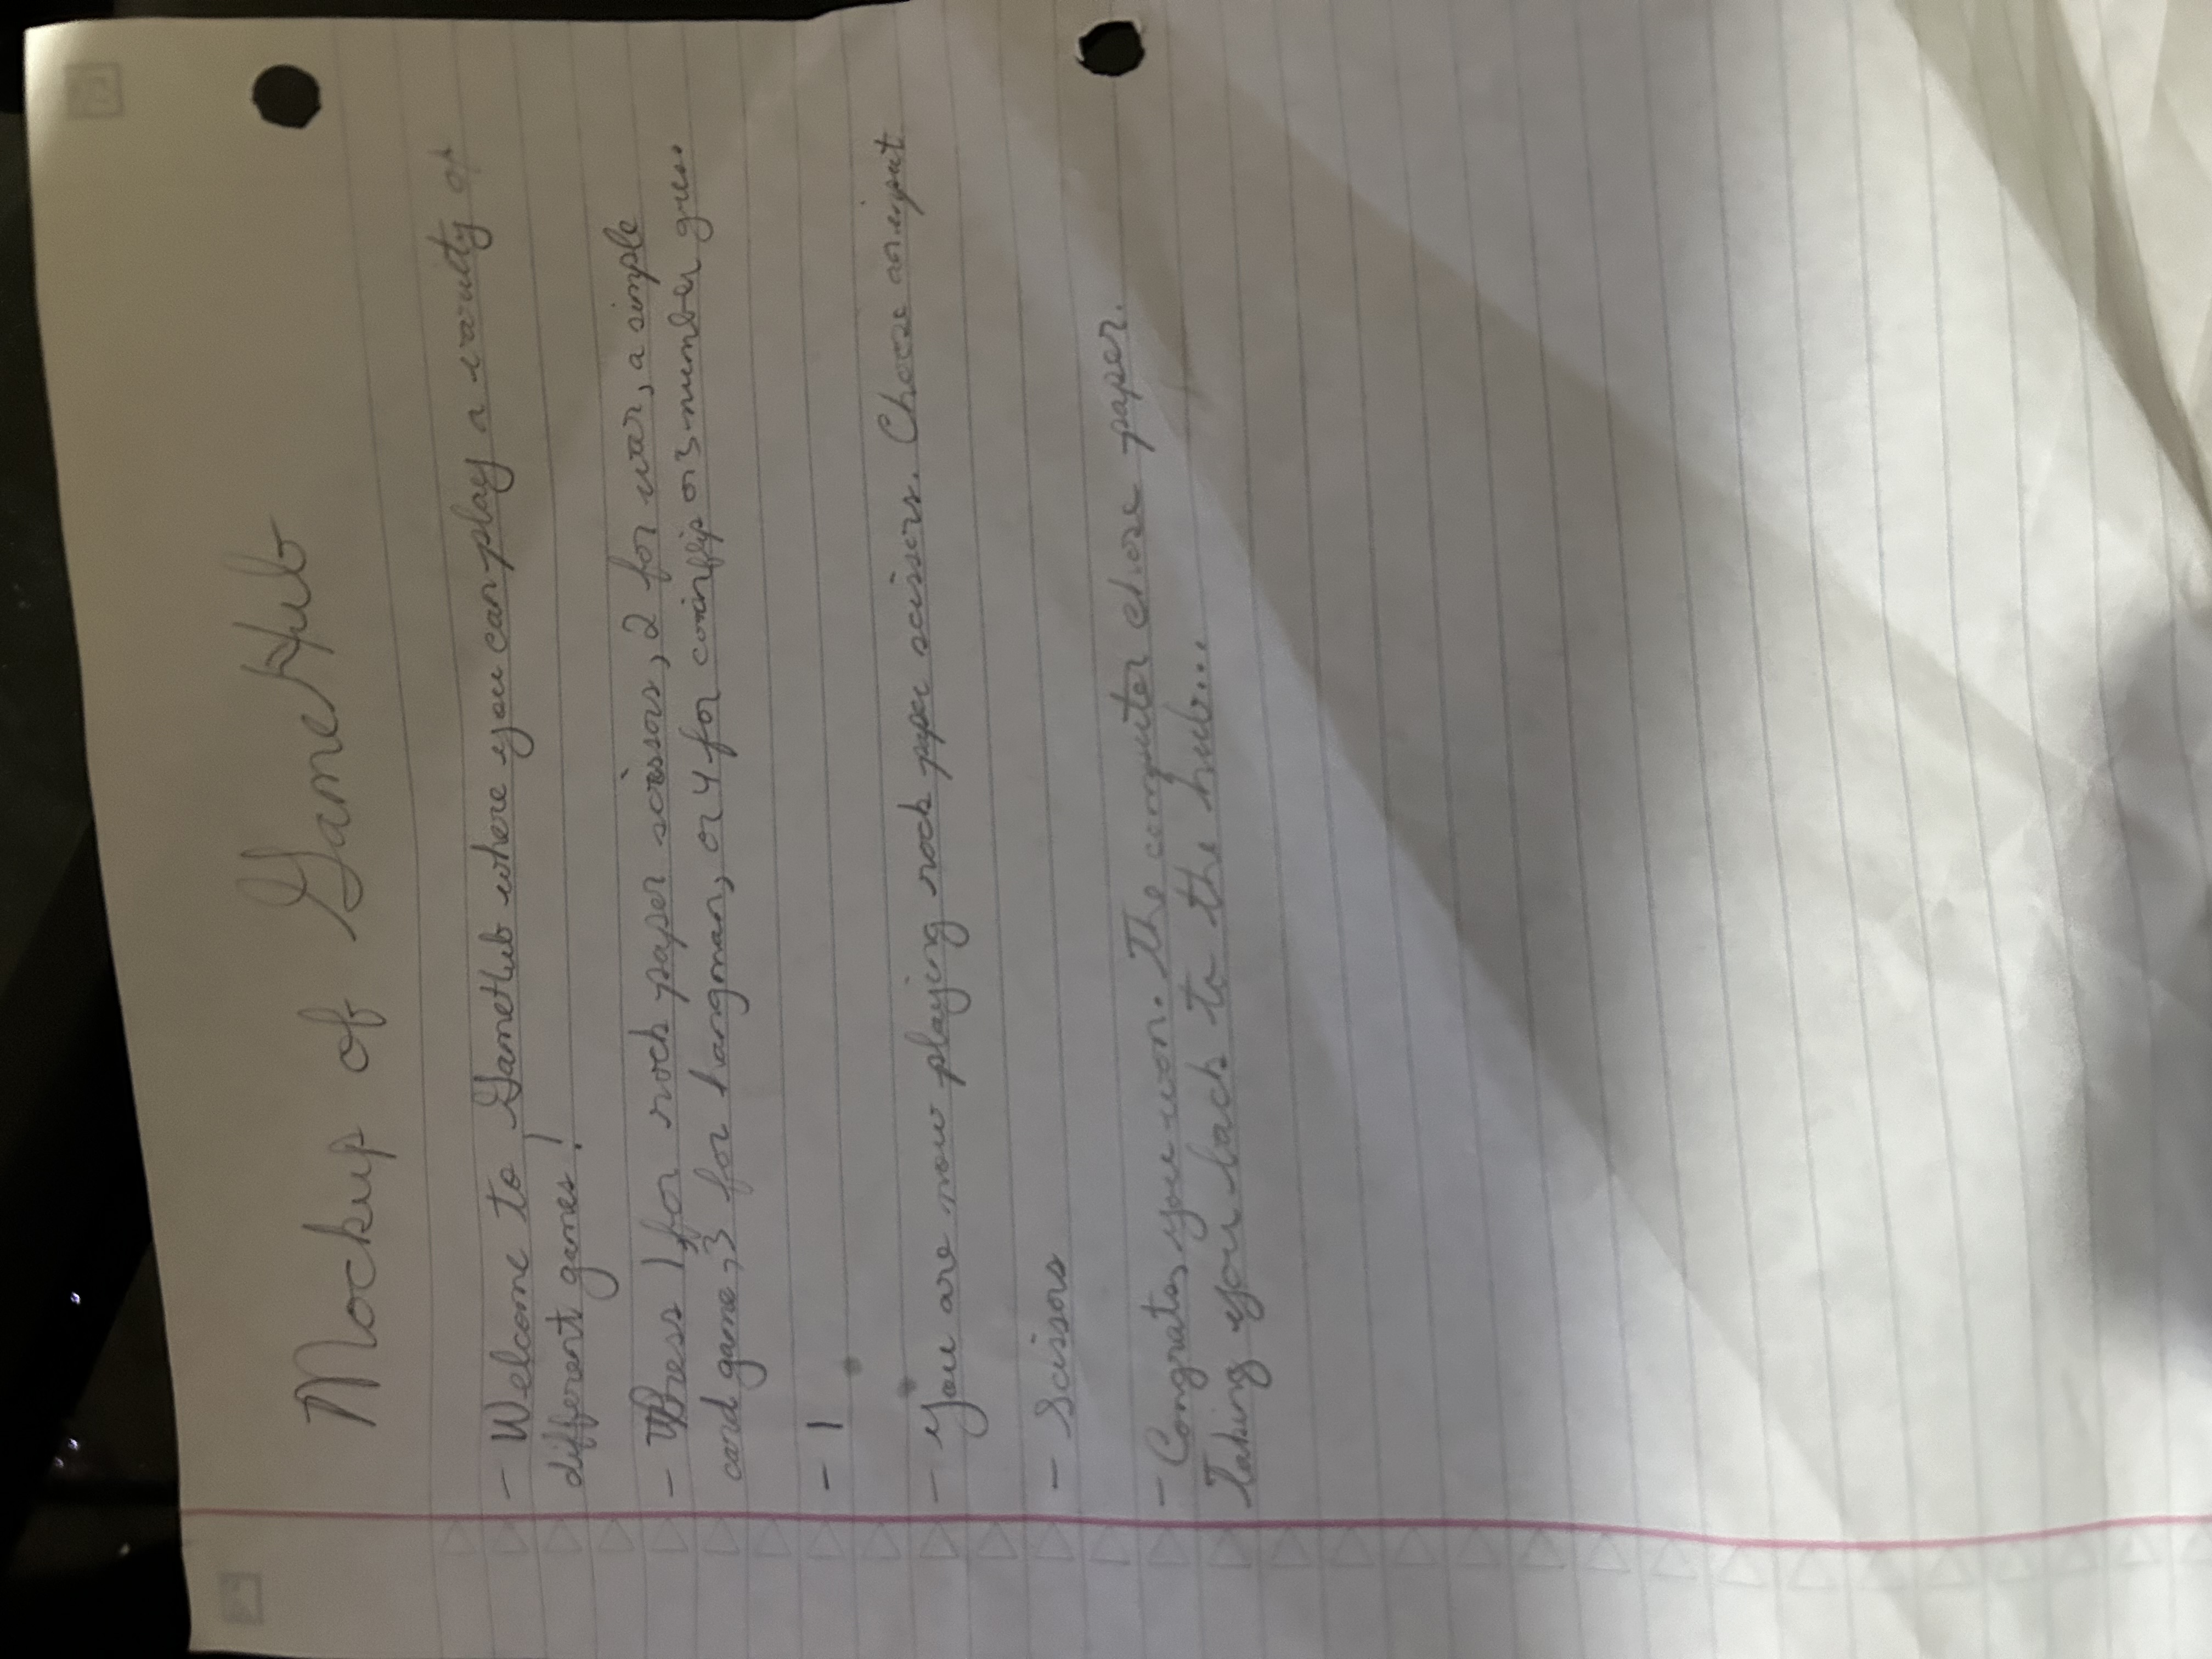 Mockup of GameHub
- Welcome to GameHub where you can play a variety of
different games!
- Press 1 for rock paper scissors, 2 for war, a simple
card game, 3 for hangman, or 4 for coinflip or 5 number guess
- 1
- You are now playing rock paper scissors. Choose an input
- Scissors
- Congrats you won. The computer chose paper.
Taking you back to the hub...